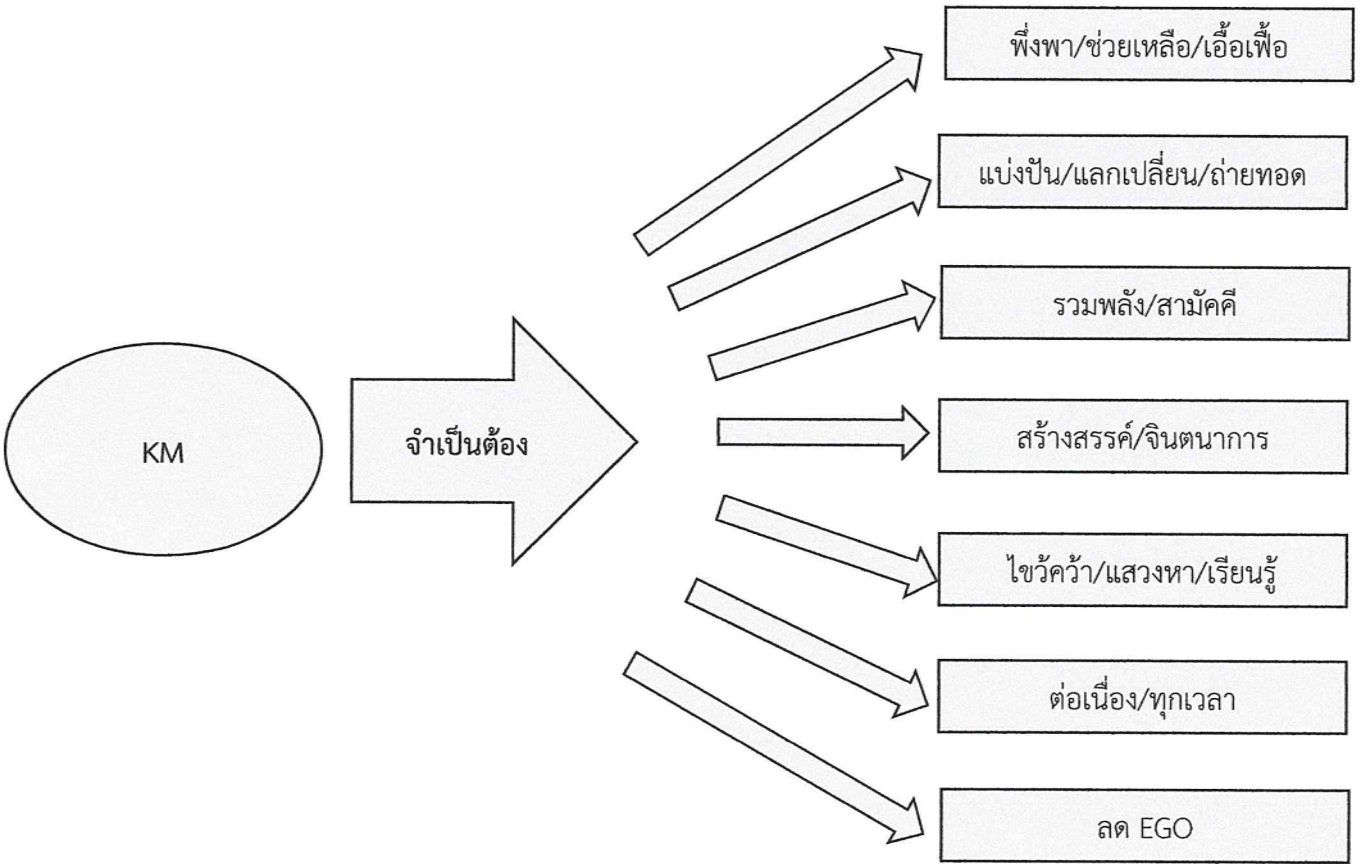 KM
จำเป็นต้อง
พึ่งพา/ช่วยเหลือ/เอื้อเฟื้อ
แบ่งปัน/แลกเปลี่ยน/ถ่ายทอด
รวมพลัง/สามัคคี
สร้างสรรค์/จินตนาการ
ไขว้คว้า/แสวงหา/เรียนรู้
ต่อเนื่อง/ทุกเวลา
ลด EGO